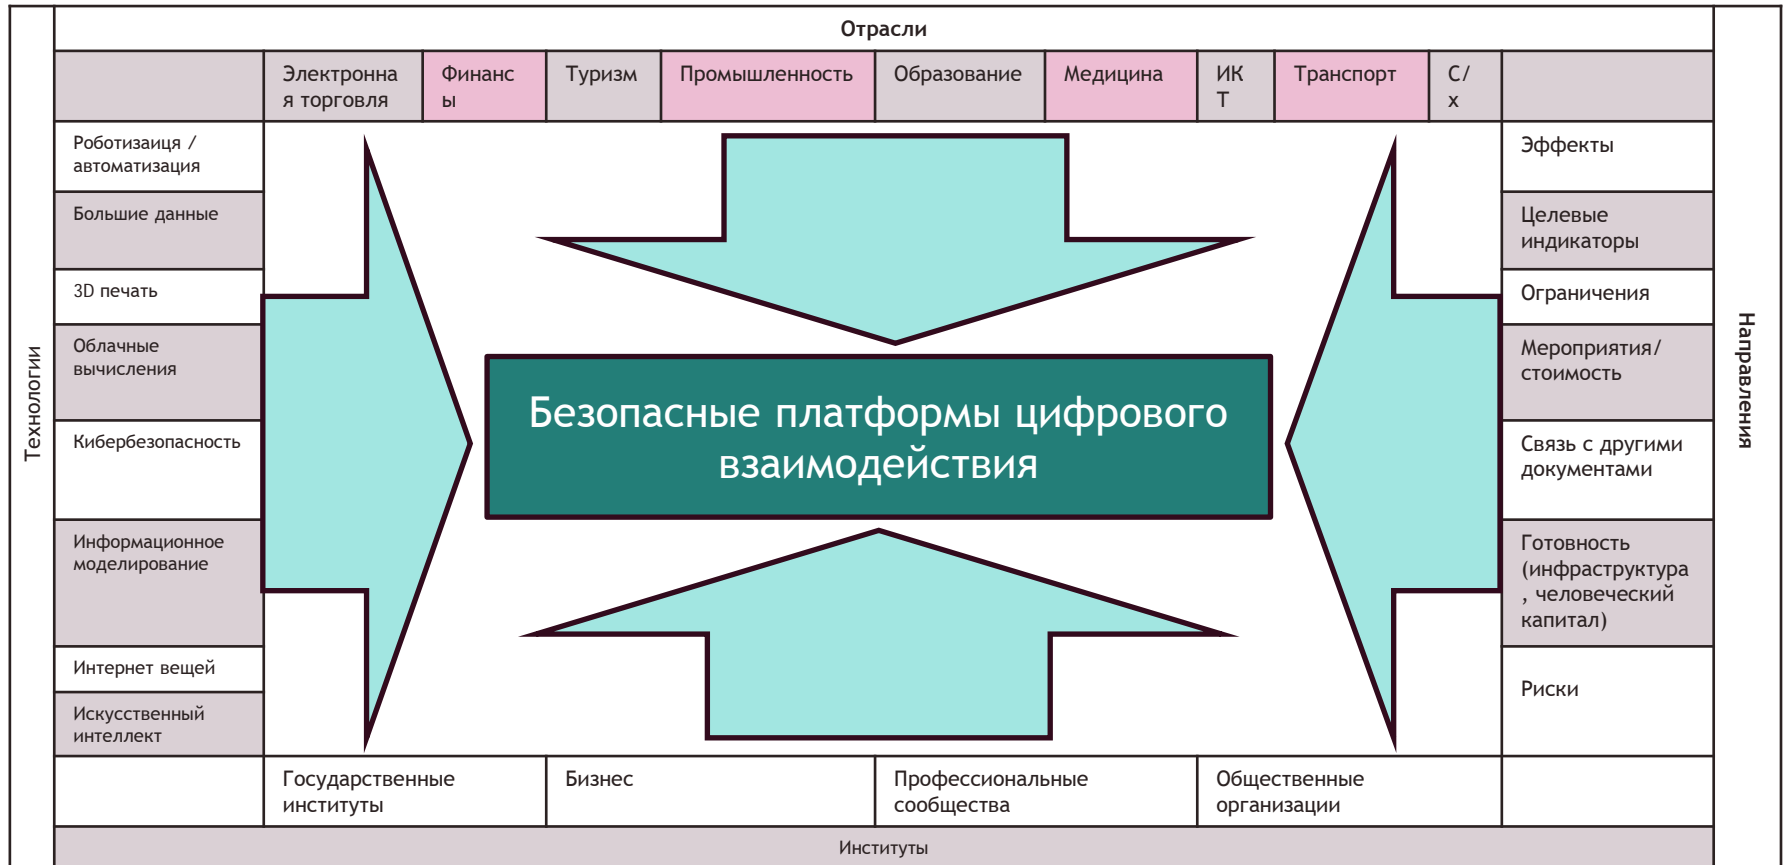 Отрасли
Электронна
я торговля
Финанс
ы
Туризм
Промышленность
Образование
Медицина
ИК
Т
Транспорт
С/
х
Технологии
Роботизаиця /
автоматизация
Большие данные
3D печать
Облачные
вычисления
Кибербезопасность
Информационное
моделирование
Интернет вещей
Искусственный
интеллект
Безопасные платформы цифрового
взаимодействия
Эффекты
Целевые
индикаторы
Ограничения
Мероприятия/
стоимость
Связь с другими
документами
Готовность
(инфраструктура
, человеческий
капитал)
Риски
Направления
Государственные
институты
Бизнес
Профессиональные
сообщества
Общественные
организации
Институты